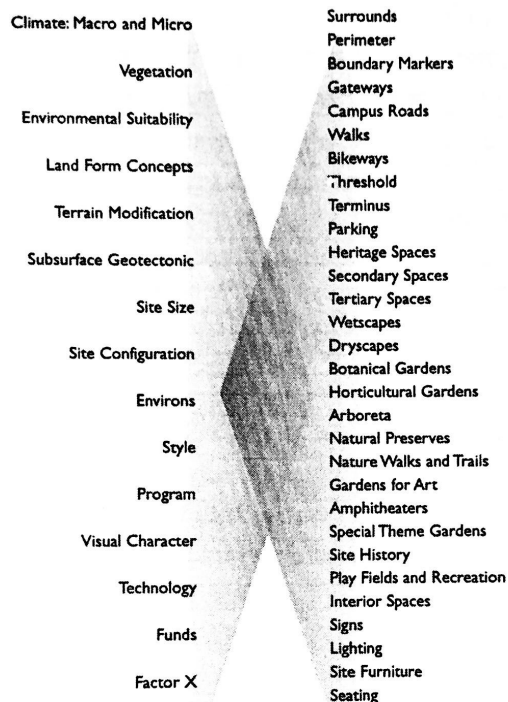 Climate: Macro and Micro
Vegetation
Environmental Suitability
Land Form Concepts
Terrain Modification
Subsurface Geotectonic
Site Size
Site Configuration
Environs
Style
Program
Visual Character
Technology
Funds
Factor X
Surrounds
Perimeter
Boundary Markers
Gateways
Campus Roads
Walks
Bikeways
Threshold
Terminus
Parking
Heritage Spaces
Secondary Spaces
Tertiary Spaces
Wetscapes
Dryscapes
Botanical Gardens
Horticultural Gardens
Arboreta
Natural Preserves
Nature Walks and Trails
Gardens for Art
Amphitheaters
Special Theme Gardens
Site History
Play Fields and Recreation
Interior Spaces
Signs
Lighting
Site Furniture
Seating